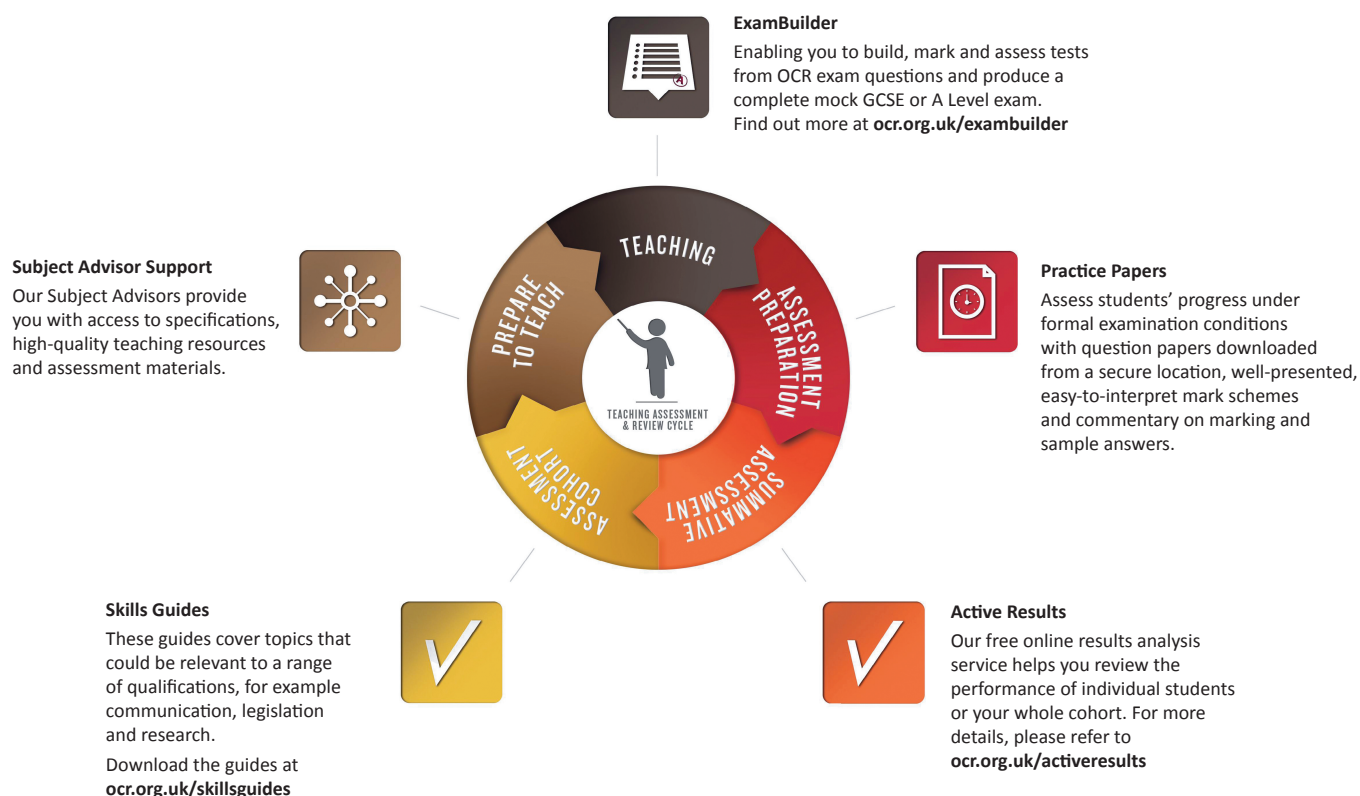 ExamBuilder
Enabling you to build, mark and assess tests
from OCR exam questions and produce a
complete mock GCSE or A Level exam.
Find out more at ocr.org.uk/exambuilder
Subject Advisor Support
Our Subject Advisors provide
you with access to specifications,
high-quality teaching resources
and assessment materials.
TEACHING
PREPARE
TO TEACH
ASSESSMENT
PREPARATION
TEACHING ASSESSMENT
& REVIEW CYCLE
ASSESSMENT
COHORT
SUMMATIVE
ASSESSMENT
Practice Papers
Assess students’ progress under
formal examination conditions
with question papers downloaded
from a secure location, well-presented,
easy-to-interpret mark schemes
and commentary on marking and
sample answers.
Skills Guides
These guides cover topics that
could be relevant to a range
of qualifications, for example
communication, legislation
and research.
Download the guides at
ocr.org.uk/skillsguides
Active Results
Our free online results analysis
service helps you review the
performance of individual students
or your whole cohort. For more
details, please refer to
ocr.org.uk/activeresults